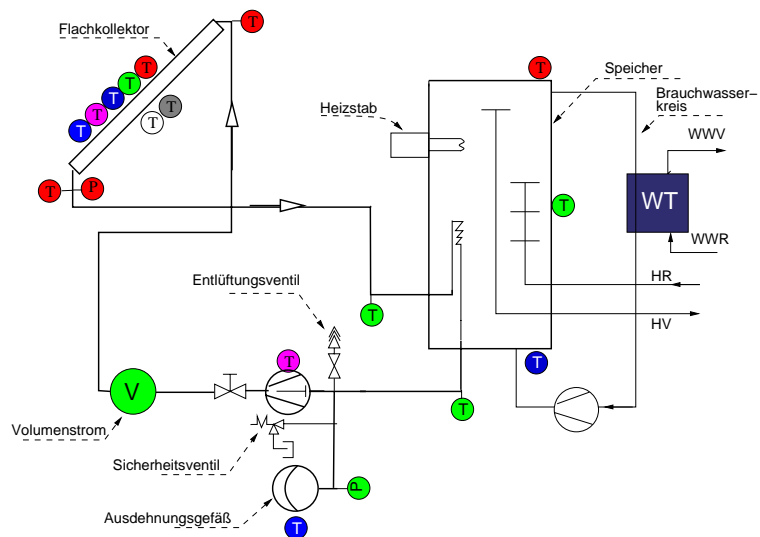 Flachkollektor
T
T
T
T
T
T
T
T
T
P
Heizstab
T
Speicher
Brauchwasser–
kreis
WWV
WT
T
WWR
HR
HV
Entlüftungsventil
T
T
T
V
T
Volumenstrom
Sicherheitsventil
P
Ausdehnungsgefäß
T